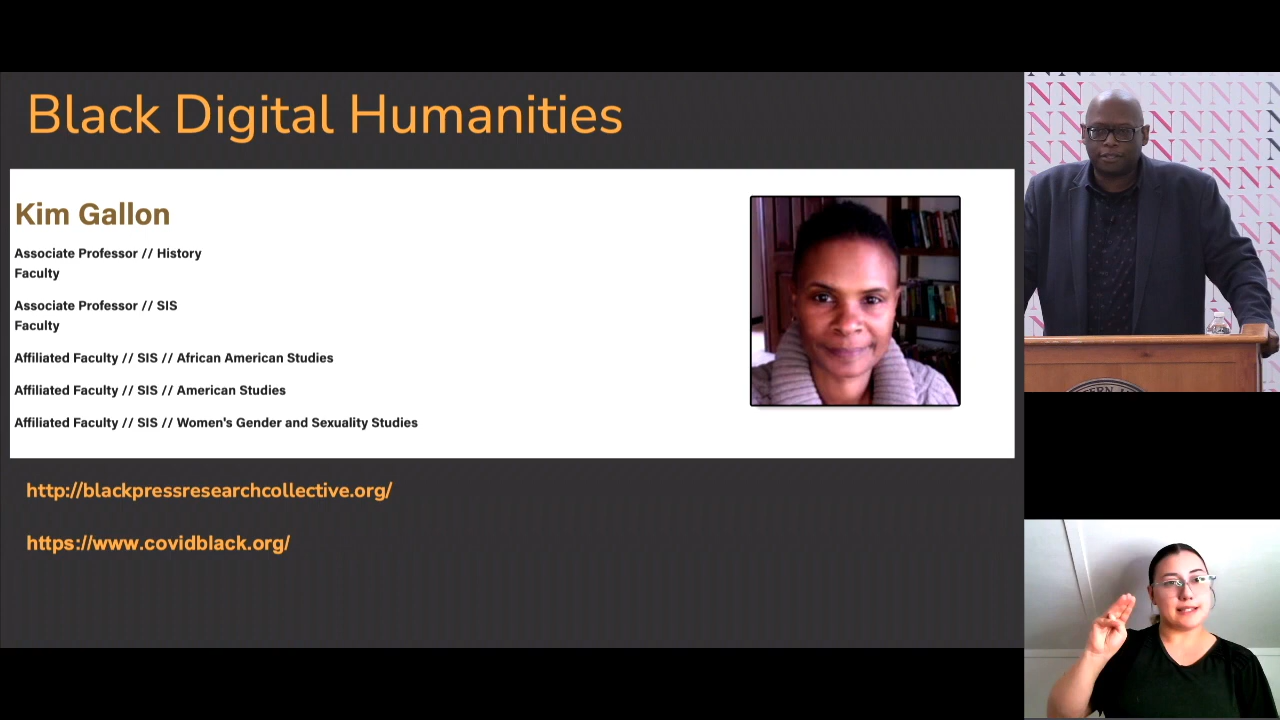 Black Digital Humanities
Kim Gallon
Associate Professor // History
Faculty
Associate Professor // SIS
Faculty
Affiliated Faculty // SIS // African American Studies
Affiliated Faculty // SIS // American Studies
Affiliated Faculty // SIS // Women's Gender and Sexuality Studies
http://blackpressresearchcollective.org/
https://www.covidblack.org/